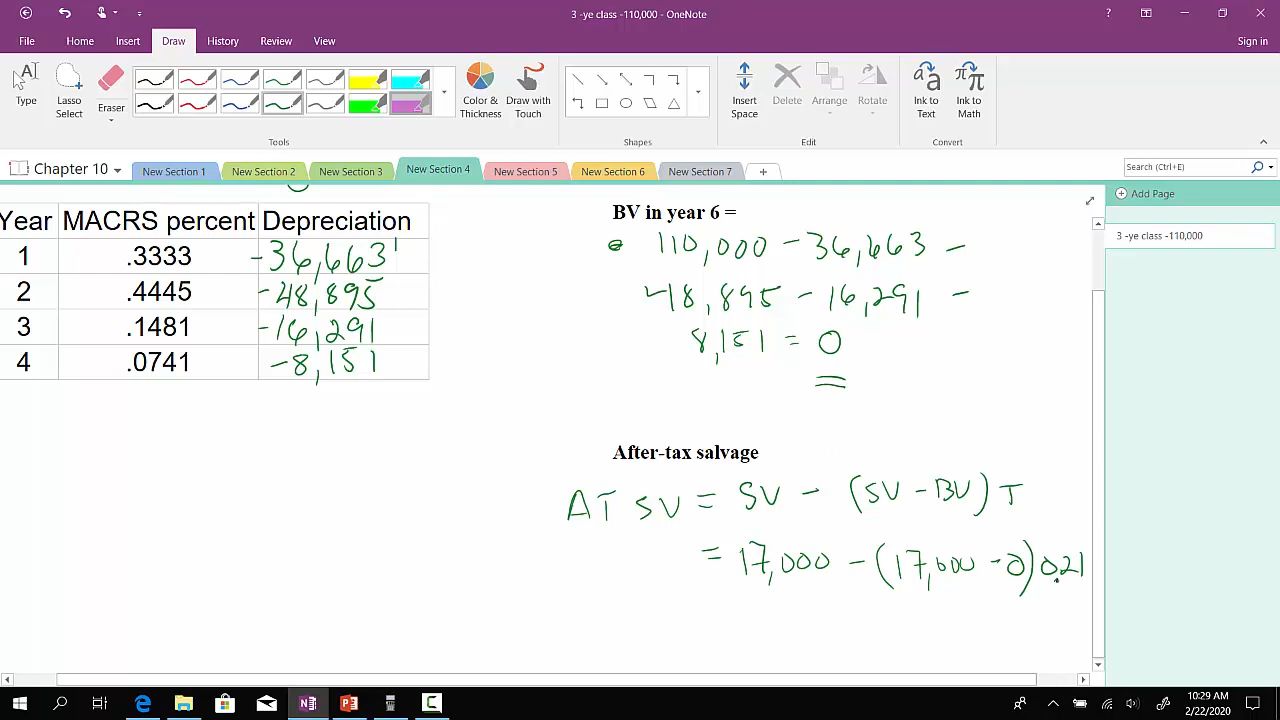 3 -ye class -110,000 - OneNote
File Home Insert Draw History Review View Sign in
Type
Lasso Select
Eraser
Color & Thickness
Draw with Touch
Insert Space
Delete
Arrange
Rotate
Ink to Text
Ink to Math
Tools Shapes Edit Convert
Chapter 10 New Section 1 New Section 2 New Section 3 New Section 4 New Section 5 New Section 6 New Section 7 Search (Ctrl+E)
Add Page
3 -ye class -110,000
Year MACRS percent Depreciation
1 .3333 -36,663
2 .4445 -48,895
3 .1481 -16,291
4 .0741 -8,151
BV in year 6 =
110,000 - 36,663 -
48,895 - 16,291 -
8,151 = 0
After-tax salvage
AT SV = SV - (SV - BV) T
= 17,000 - (17,000 - 0) 0.21
10:29 AM
2/22/2020